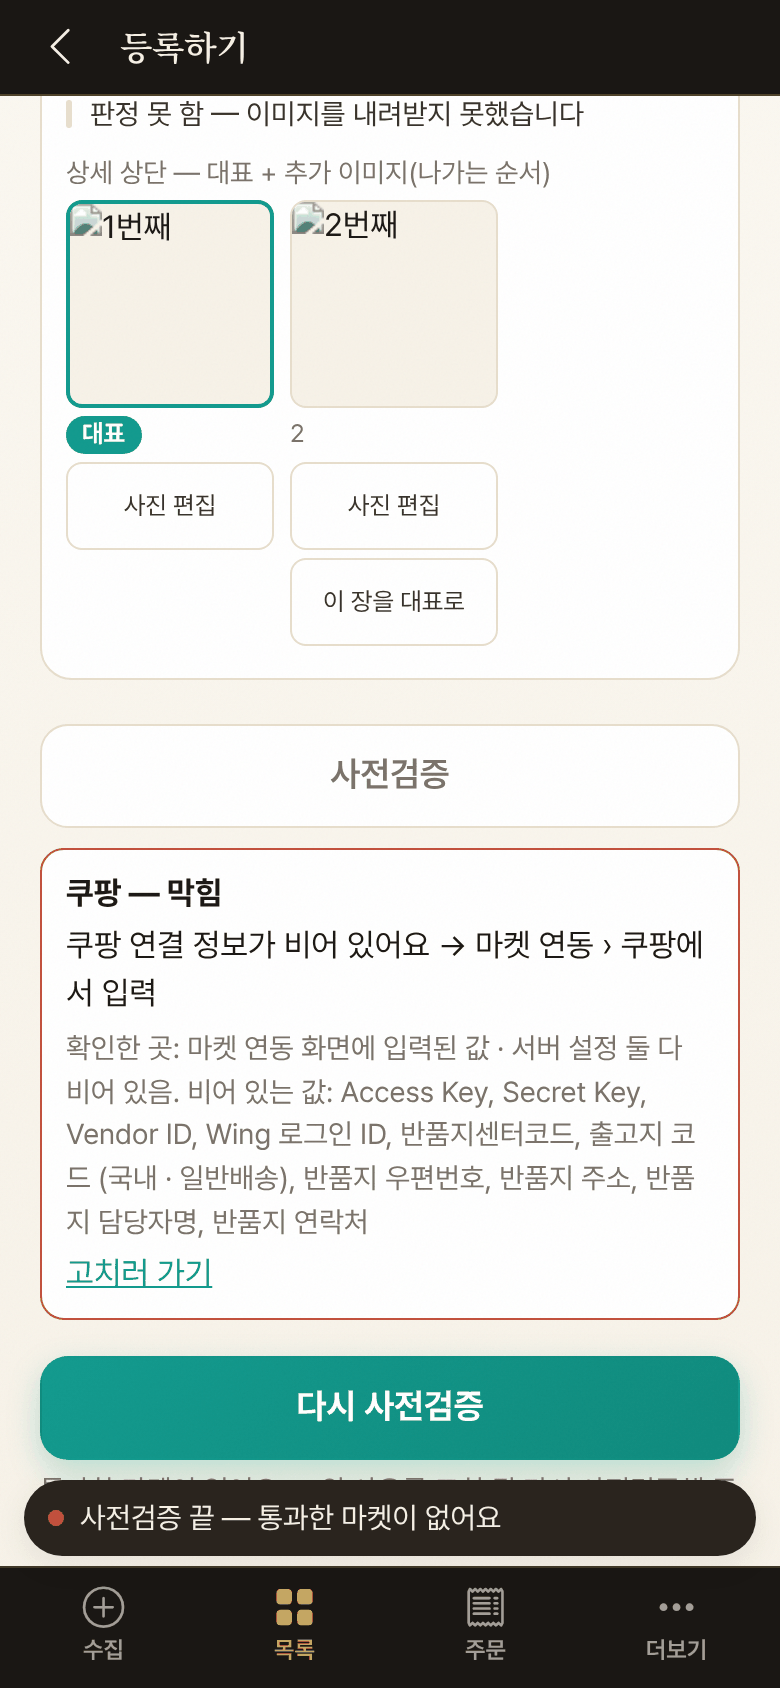 등록하기
판정 못 함 — 이미지를 내려받지 못했습니다
상세 상단 — 대표 + 추가 이미지(나가는 순서)
1번째
2번째
대표
2
사진 편집
사진 편집
이 장을 대표로
사전검증
쿠팡 — 막힘
쿠팡 연결 정보가 비어 있어요 → 마켓 연동 › 쿠팡에
서 입력
확인한 곳: 마켓 연동 화면에 입력된 값 · 서버 설정 둘 다
비어 있음. 비어 있는 값: Access Key, Secret Key,
Vendor ID, Wing 로그인 ID, 반품지센터코드, 출고지 코
드 (국내 · 일반배송), 반품지 우편번호, 반품지 주소, 반품
지 담당자명, 반품지 연락처
고치러 가기
다시 사전검증
사전검증 끝 — 통과한 마켓이 없어요
수집
목록
주문
더보기